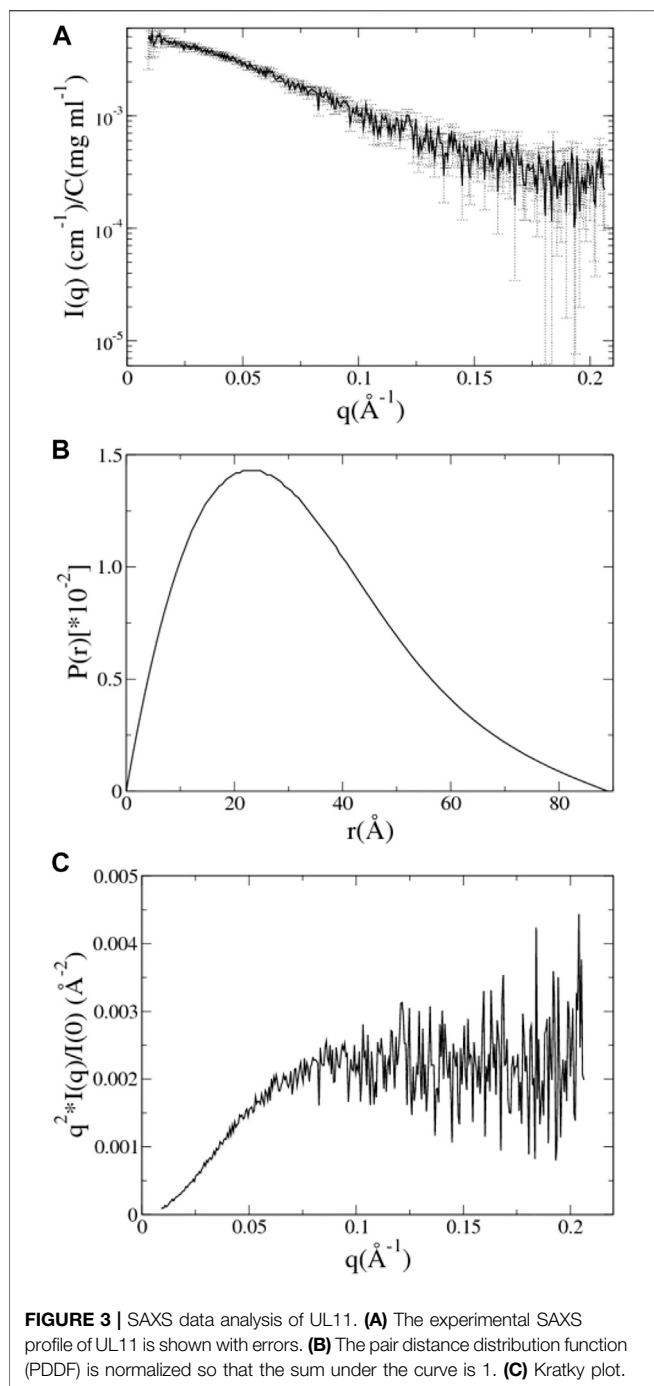 A
I(q) (cm⁻¹)/C(mg ml⁻¹)
10⁻³
10⁻⁴
10⁻⁵
0
0.05
0.1
0.15
0.2
q(Å⁻¹)
B
P(r)[*10⁻²]
1.5
1.0
0.5
0
0
20
40
60
80
r(Å)
C
q²*I(q)/I(0) (Å⁻²)
0.005
0.004
0.003
0.002
0.001
0
0
0.05
0.1
0.15
0.2
q(Å⁻¹)
FIGURE 3 | SAXS data analysis of UL11. (A) The experimental SAXS
profile of UL11 is shown with errors. (B) The pair distance distribution function
(PDDF) is normalized so that the sum under the curve is 1. (C) Kratky plot.